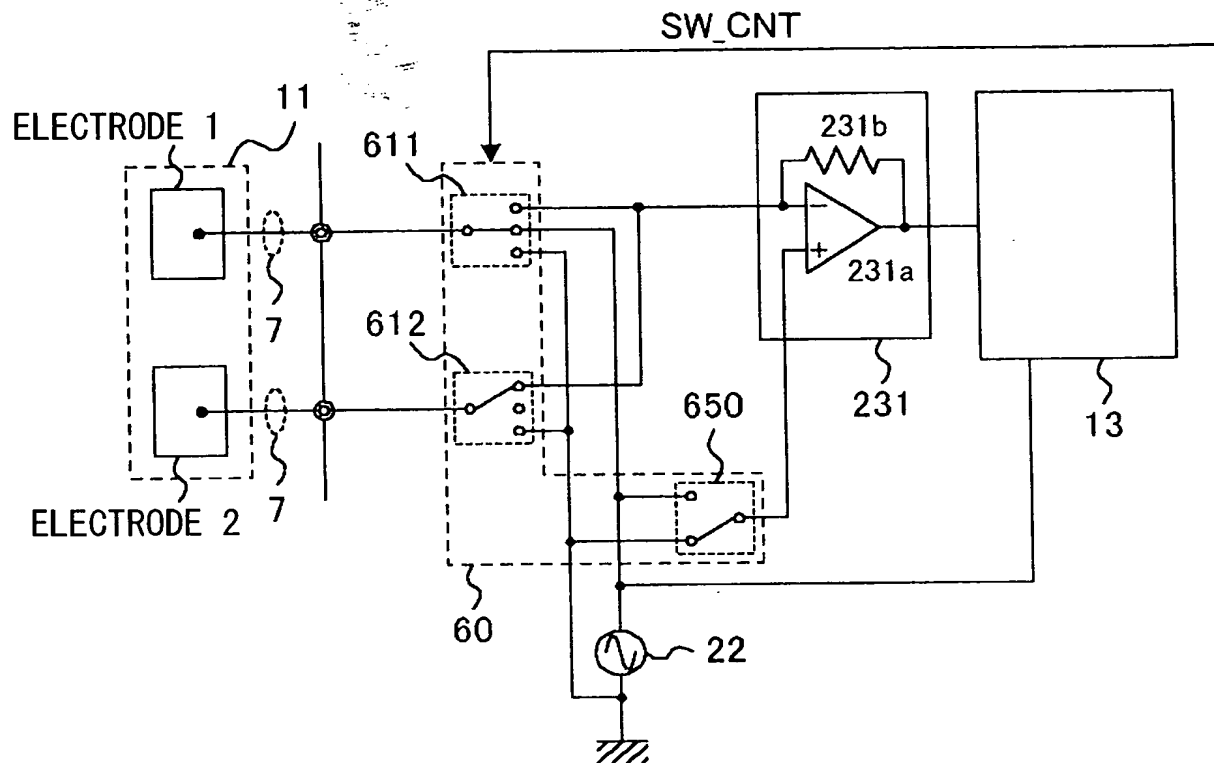 SW_CNT
11
ELECTRODE 1
611
231b
231a
7
612
231
13
650
7
ELECTRODE 2
60
22